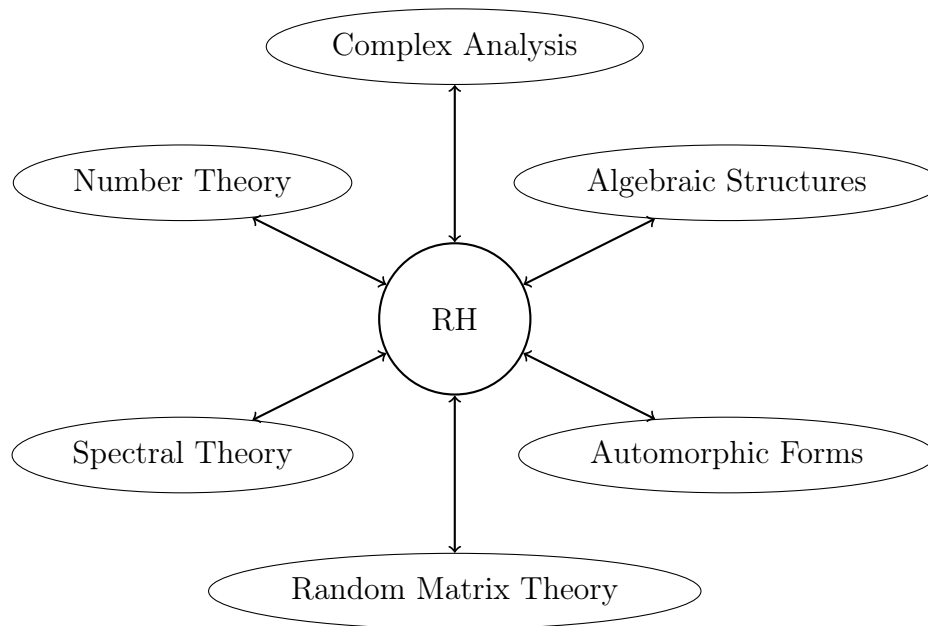 Complex Analysis
Number Theory
Algebraic Structures
RH
Spectral Theory
Automorphic Forms
Random Matrix Theory